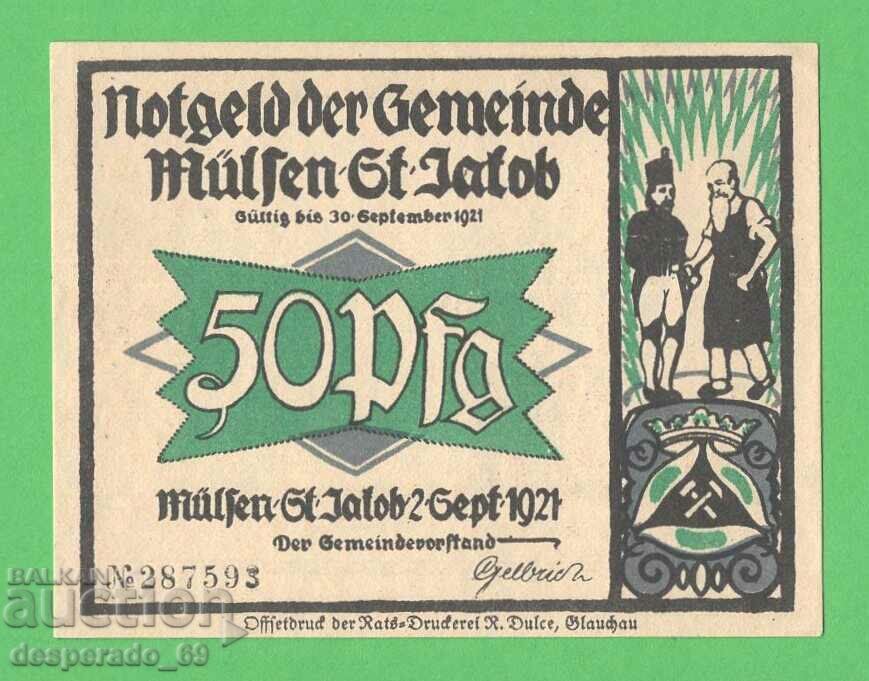 Notgeld der Gemeinde
Mülsen·St·Jakob
Gültig bis 30·September 1921
50 Pfg
Mülsen·St·Jakob·2·Sept·1921
Der Gemeindevorstand
Gelbrich
№ 287593
Offsetdruck der Rats-Druckerei R. Dulce, Glauchau
BALKAN
auction
desperado_69